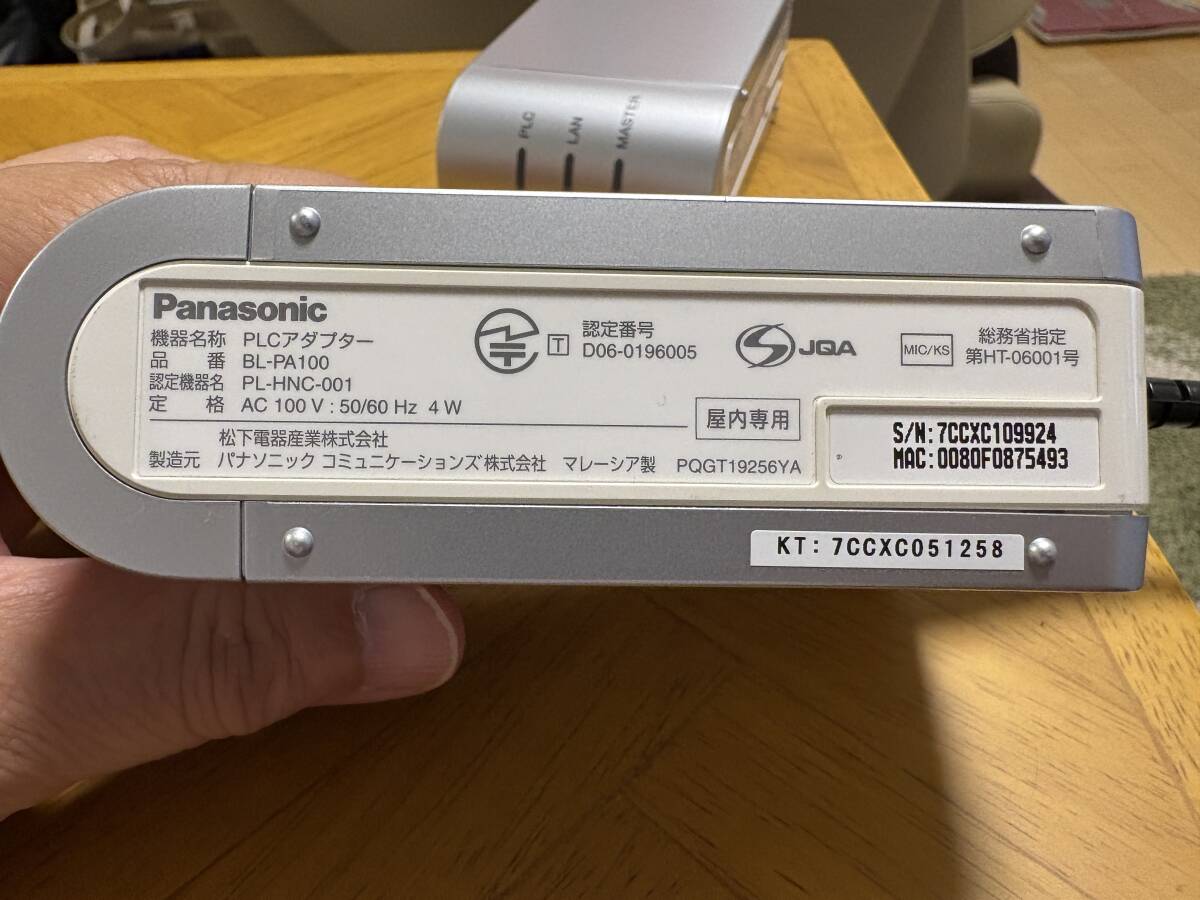 PLC
LAN
MASTER
Panasonic
機器名称 PLCアダプター
品番 BL-PA100
認定機器名 PL-HNC-001
定格 AC 100 V : 50/60 Hz 4 W
T
認定番号
D06-0196005
JQA
MIC/KS
総務省指定
第HT-06001号
屋内専用
松下電器産業株式会社
製造元 パナソニック コミュニケーションズ株式会社 マレーシア製 PQGT19256YA
S/N:7CCXC109924
MAC:0080F0875493
KT: 7CCXC051258